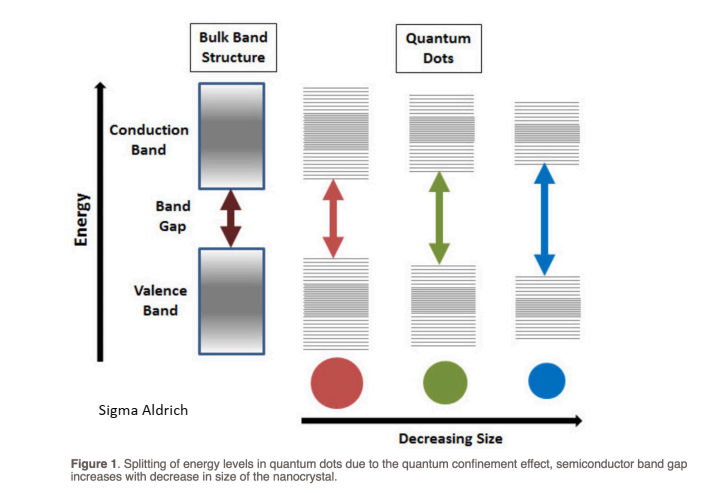 Bulk Band
Structure
Quantum
Dots
Conduction
Band
Band
Gap
Energy
Valence
Band
Sigma Aldrich
Decreasing Size
Figure 1. Splitting of energy levels in quantum dots due to the quantum confinement effect, semiconductor band gap
increases with decrease in size of the nanocrystal.